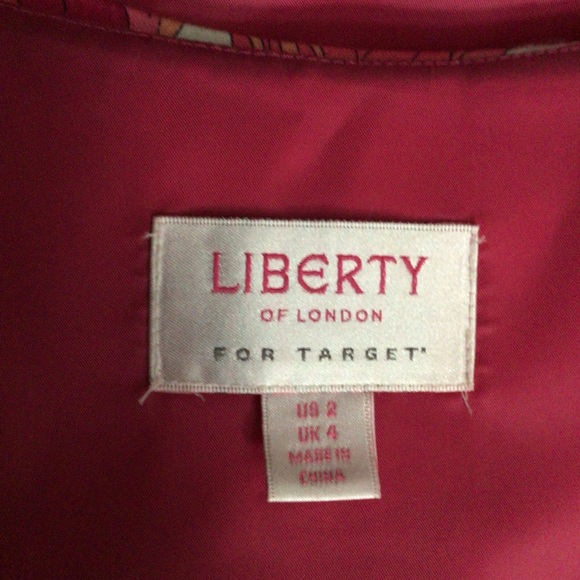 LIBERTY
OF LONDON
FOR TARGET*
US 2
UK 4
MADE IN
CHINA